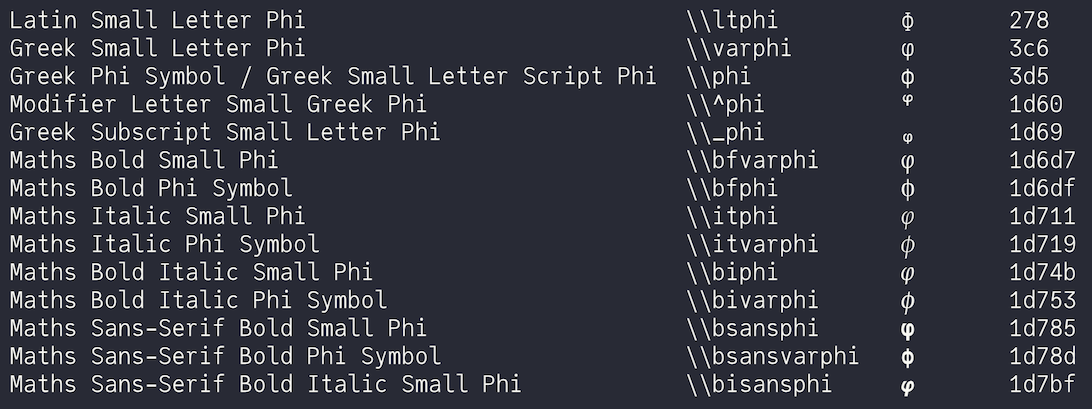 Latin Small Letter Phi \\ltphi ɸ 278
Greek Small Letter Phi \\varphi φ 3c6
Greek Phi Symbol / Greek Small Letter Script Phi \\phi ϕ 3d5
Modifier Letter Small Greek Phi \\^phi ᵠ 1d60
Greek Subscript Small Letter Phi \\_phi ᵩ 1d69
Maths Bold Small Phi \\bfvarphi 𝛗 1d6d7
Maths Bold Phi Symbol \\bfphi 𝛟 1d6df
Maths Italic Small Phi \\itphi 𝜑 1d711
Maths Italic Phi Symbol \\itvarphi 𝜙 1d719
Maths Bold Italic Small Phi \\biphi 𝝋 1d74b
Maths Bold Italic Phi Symbol \\bivarphi 𝝓 1d753
Maths Sans-Serif Bold Small Phi \\bsansphi 𝞅 1d785
Maths Sans-Serif Bold Phi Symbol \\bsansvarphi 𝞍 1d78d
Maths Sans-Serif Bold Italic Small Phi \\bisansphi 𝞿 1d7bf